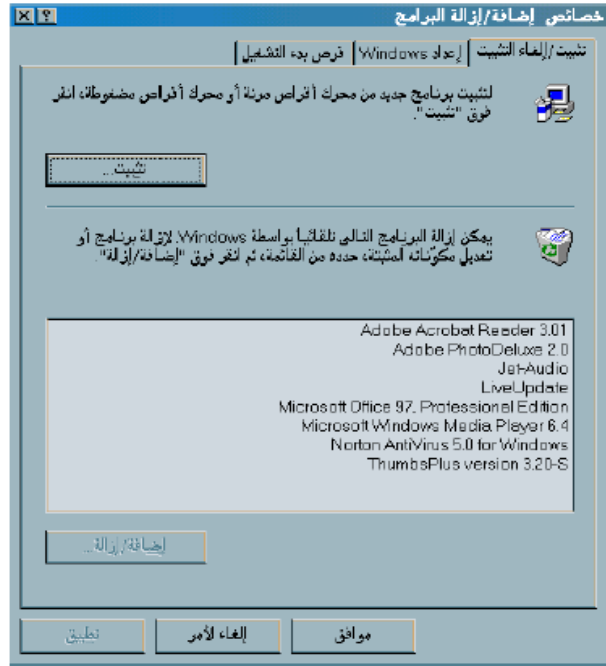 خصائص إضافة/إزالة البرامج
تثبيت/إلغاء التثبيت
إعداد Windows
قرص بدء التشغيل
لتثبيت برنامج جديد من محرك أقراص مرنة أو محرك أقراص مضغوطة، انقر
فوق "تثبيت".
تثبيت...
يمكن إزالة البرنامج التالي تلقائياً بواسطة Windows. لإزالة برنامج أو
تعديل مكوّناته المثبتة، حدده من القائمة، ثم انقر فوق "إضافة/إزالة".
Adobe Acrobat Reader 3.01
Adobe PhotoDeluxe 2.0
Jet-Audio
LiveUpdate
Microsoft Office 97, Professional Edition
Microsoft Windows Media Player 6.4
Norton AntiVirus 5.0 for Windows
ThumbsPlus version 3.20-S
إضافة/إزالة...
موافق
إلغاء الأمر
تطبيق